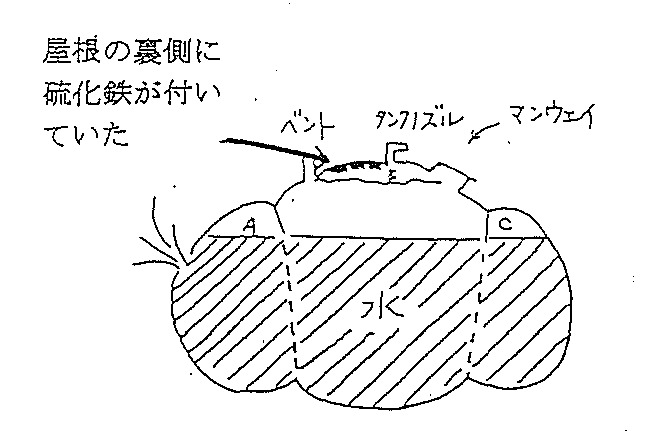 屋根の裏側に
硫化鉄が付い
ていた
ベント
タンクノズル
マンウェイ
E
A
C
水